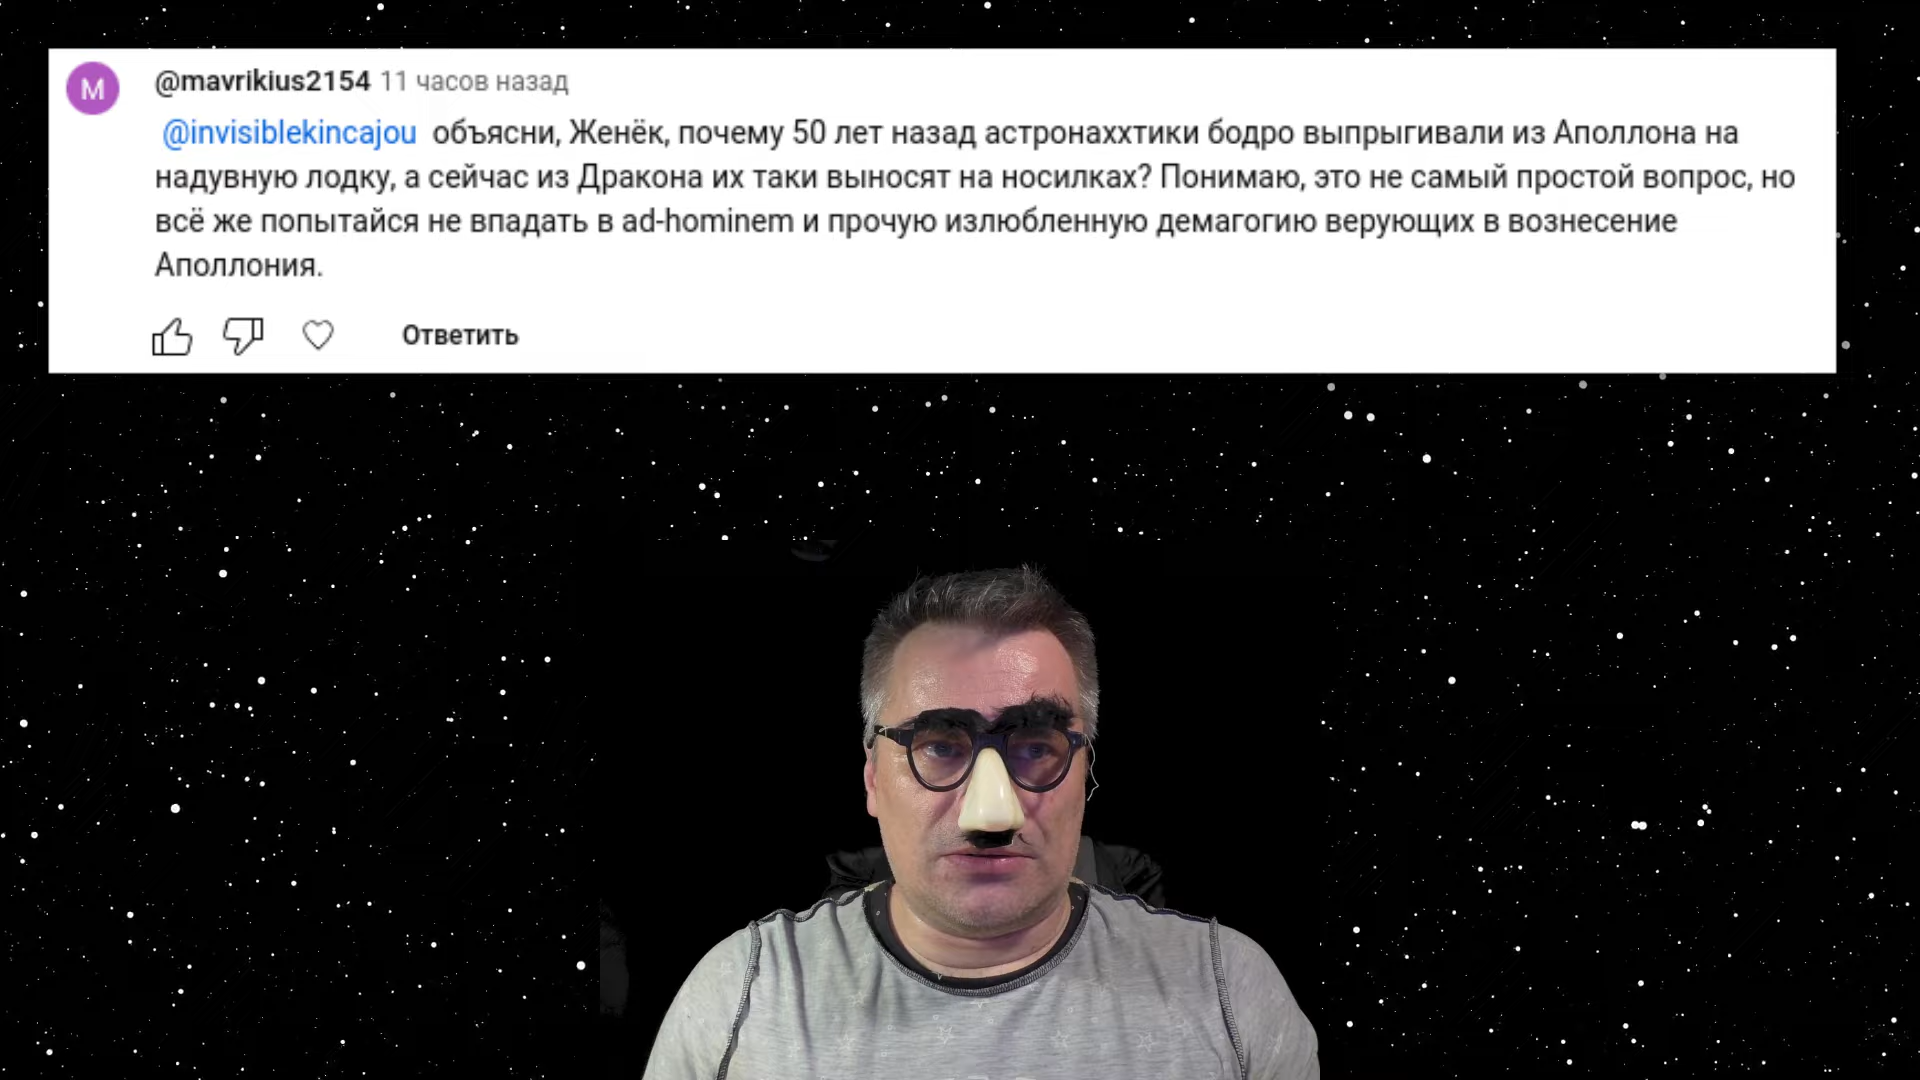 M
@mavrikius2154 11 часов назад
@invisiblekincajou объясни, Женёк, почему 50 лет назад астронаххтики бодро выпрыгивали из Аполлона на
надувную лодку, а сейчас из Дракона их таки выносят на носилках? Понимаю, это не самый простой вопрос, но
всё же попытайся не впадать в ad-hominem и прочую излюбленную демагогию верующих в вознесение
Аполлония.
Ответить